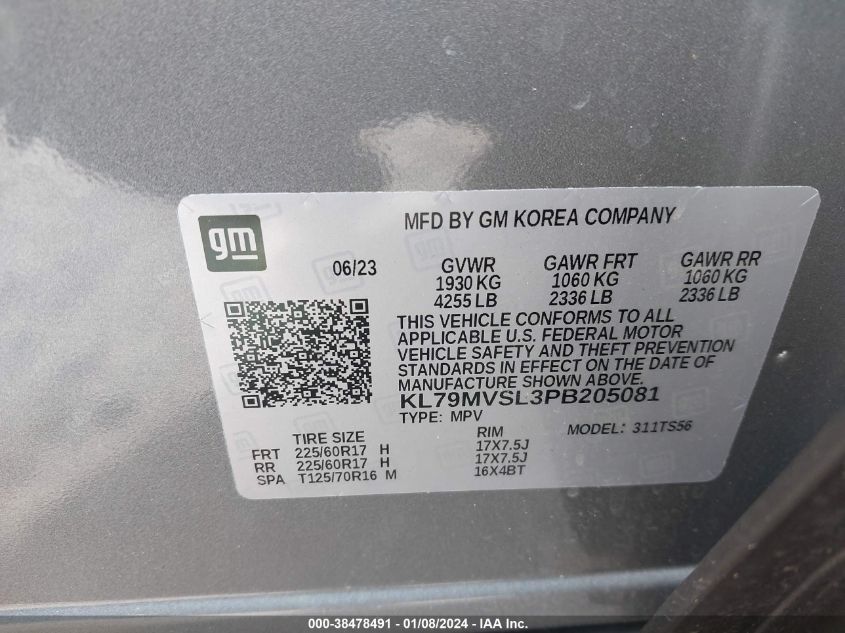 gm
MFD BY GM KOREA COMPANY
06/23
GVWR GAWR FRT GAWR RR
1930 KG 1060 KG 1060 KG
4255 LB 2336 LB 2336 LB
THIS VEHICLE CONFORMS TO ALL
APPLICABLE U.S. FEDERAL MOTOR
VEHICLE SAFETY AND THEFT PREVENTION
STANDARDS IN EFFECT ON THE DATE OF
MANUFACTURE SHOWN ABOVE.
KL79MVSL3PB205081
TYPE: MPV MODEL: 311TS56
TIRE SIZE RIM
FRT 225/60R17 H 17X7.5J
RR 225/60R17 H 17X7.5J
SPA T125/70R16 M 16X4BT
000-38478491 - 01/08/2024 - IAA Inc.